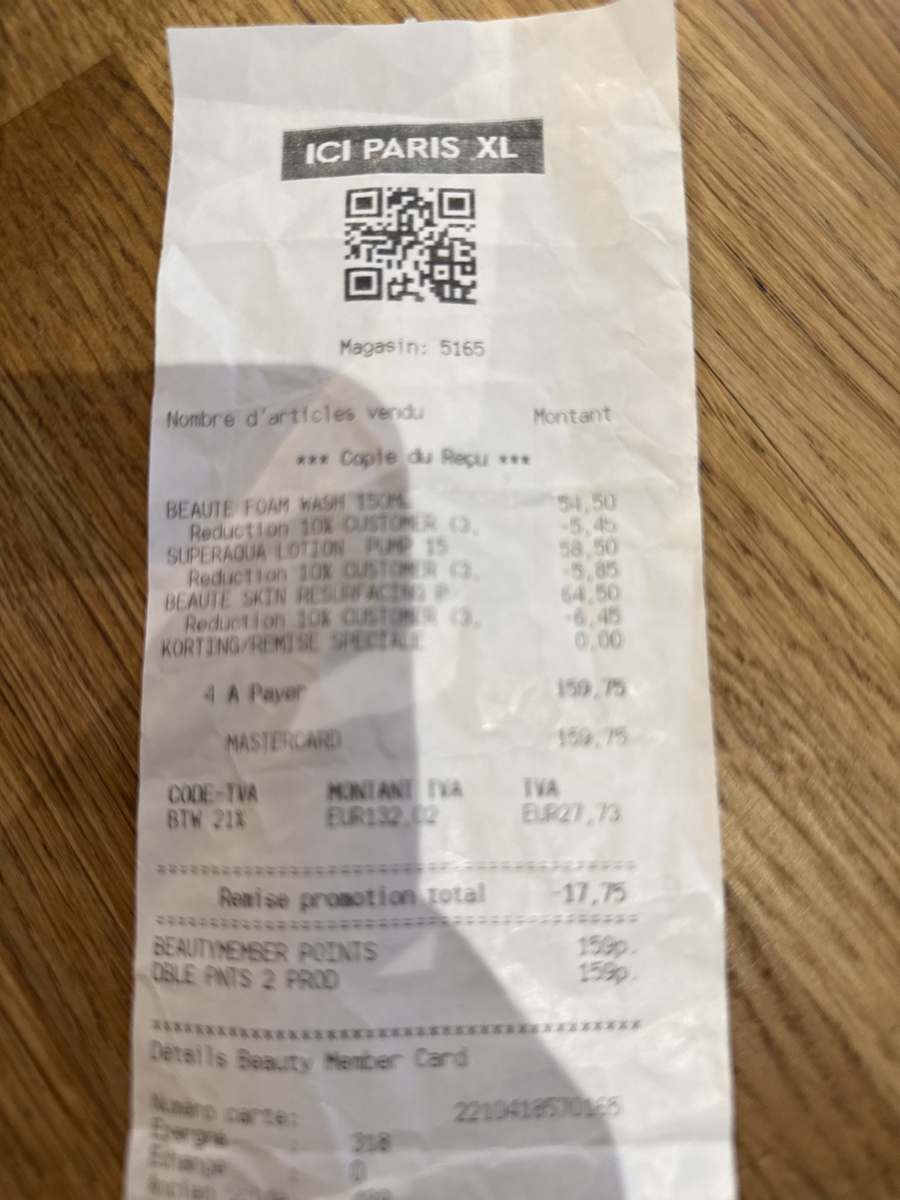 ICI PARIS XL
Magasin: 5165
Nombre d'articles vendu Montant
*** Copie du Reçu ***
BEAUTE FOAM WASH 150M 54,50
Reduction 10% CUSTOMER C3, -5,45
SUPERAQUA LOTION PUMP 15 58,50
Reduction 10% CUSTOMER C3, -5,85
BEAUTE SKIN RESURFACING P 64,50
Reduction 10% CUSTOMER C3, -6,45
KORTING/REMISE SPECIALE 0,00
4 A Payer 159,75
MASTERCARD 159,75
CODE-TVA MONTANT TVA TVA
BTW 21% EUR132,02 EUR27,73
Remise promotion total -17,75
BEAUTYMEMBER POINTS 159p.
DBLE PNTS 2 PROD 159p.
Détails Beauty Member Card
Numéro carte:
318
0